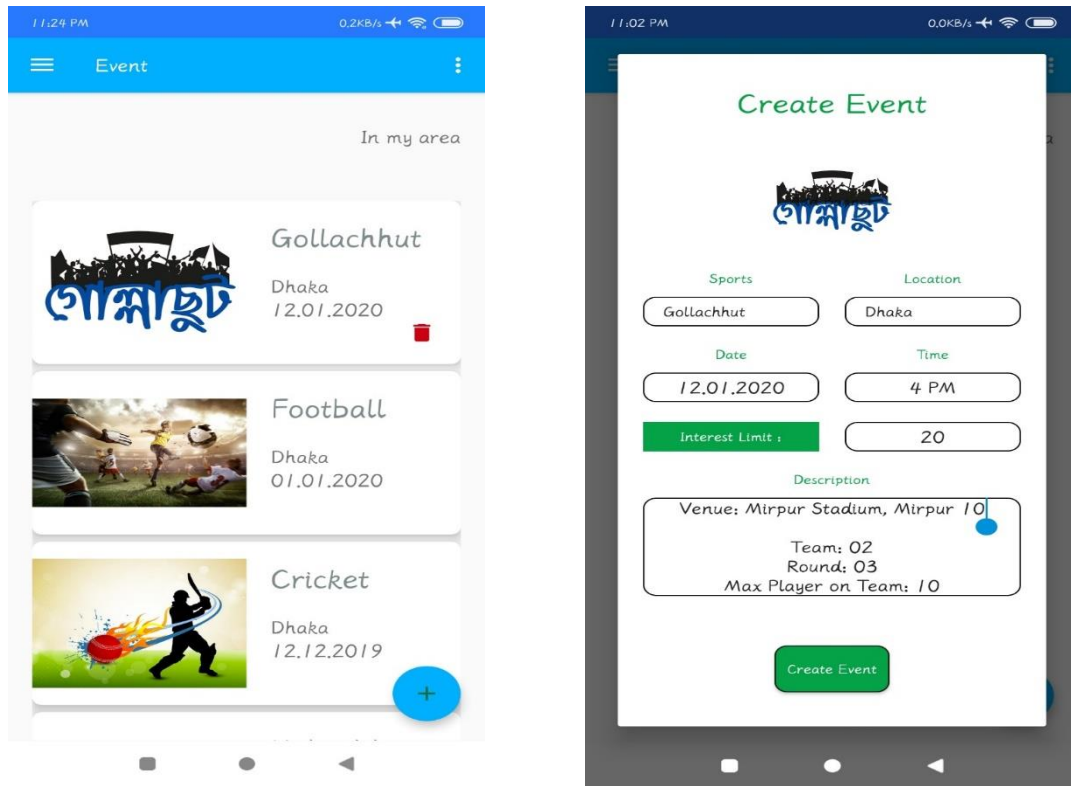 11:24 PM 0.2KB/s
Event
In my area
গোল্লাছুট
Gollachhut
Dhaka
12.01.2020
Football
Dhaka
01.01.2020
Cricket
Dhaka
12.12.2019
11:02 PM 0.0KB/s
Create Event
গোল্লাছুট
Sports Location
Gollachhut Dhaka
Date Time
12.01.2020 4 PM
Interest Limit : 20
Description
Venue: Mirpur Stadium, Mirpur 10
Team: 02
Round: 03
Max Player on Team: 10
Create Event